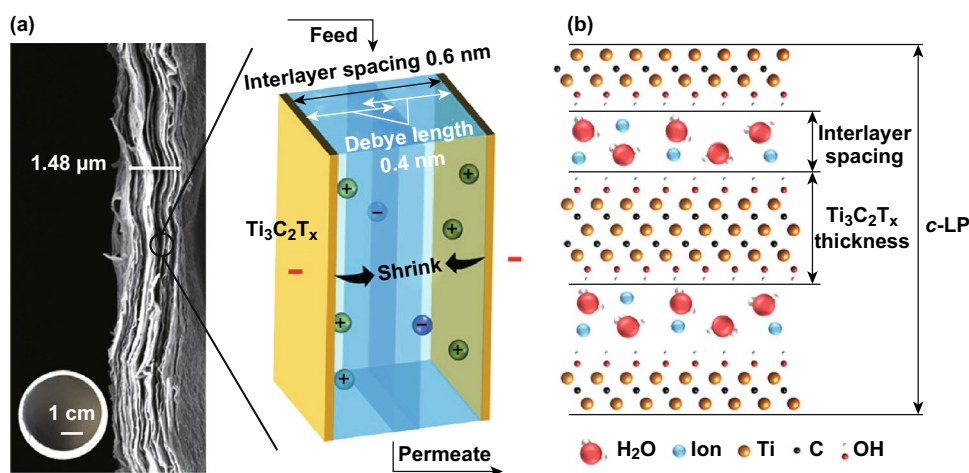 (a)
Feed
Interlayer spacing 0.6 nm
Debye length
0.4 nm
1.48 µm
Ti₃C₂Tₓ
+
+
−
+
−
−
−
Shrink
+
−
+
+
1 cm
Permeate
(b)
Interlayer
spacing
Ti₃C₂Tₓ
thickness
c-LP
H₂O
Ion
Ti
C
OH